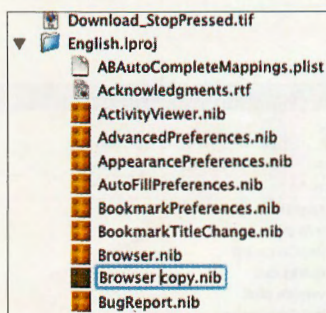 Download_StopPressed.tif
English.lproj
ABAutoCompleteMappings.plist
Acknowledgments.rtf
ActivityViewer.nib
AdvancedPreferences.nib
AppearancePreferences.nib
AutoFillPreferences.nib
BookmarkPreferences.nib
BookmarkTitleChange.nib
Browser.nib
Browser copy.nib
BugReport.nib